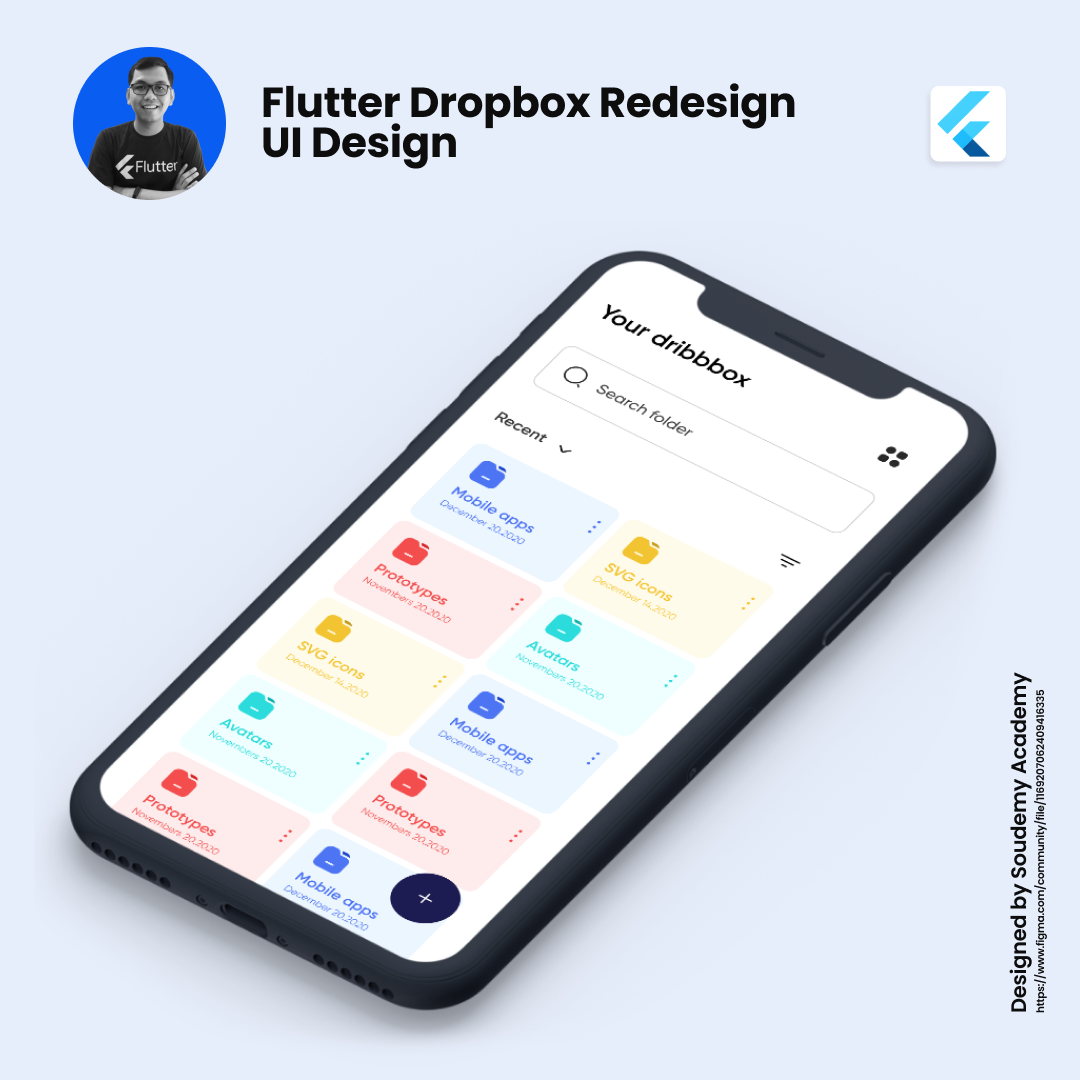 Flutter Dropbox Redesign
UI Design
Flutter
Your dribbbox
Search folder
Recent
Mobile apps
December 20.2020
SVG icons
December 14.2020
Prototypes
Novembers 20.2020
Avatars
Novembers 20.2020
SVG icons
December 14.2020
Mobile apps
December 20.2020
Avatars
Novembers 20.2020
Prototypes
Novembers 20.2020
Prototypes
Novembers 20.2020
Mobile apps
December 20.2020
Designed by Soudemy Academy
https://www.figma.com/community/file/1169207062409416335